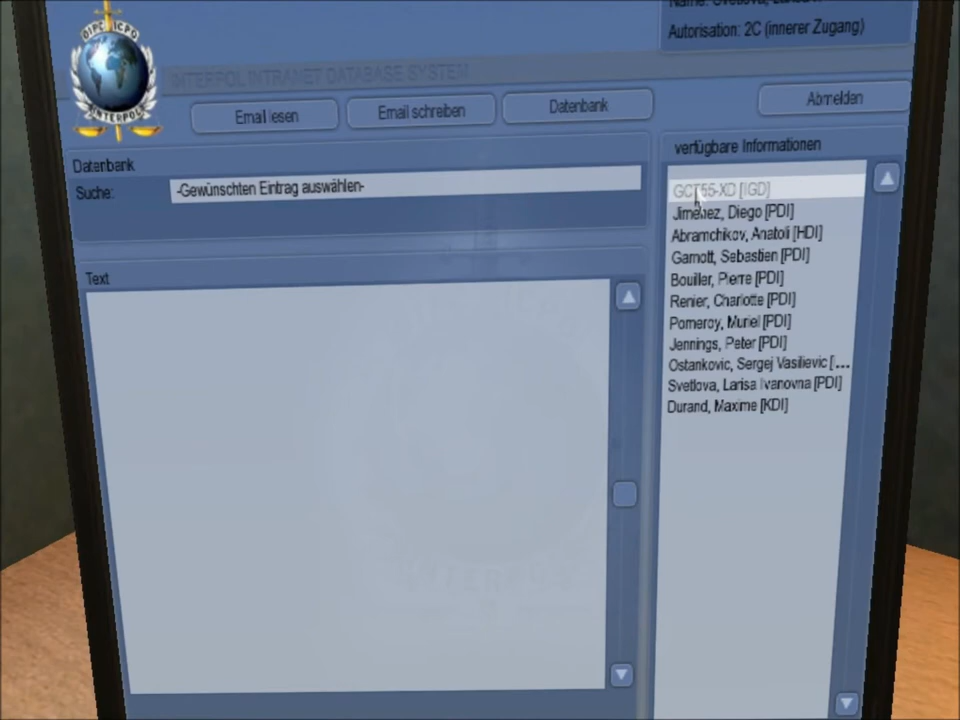 Autorisation: 2C (innerer Zugang)
OIPC ICPO
INTERPOL
INTERPOL INTRANET DATABASE SYSTEM
Email lesen
Email schreiben
Datenbank
Abmelden
Datenbank
Suche:
-Gewünschten Eintrag auswählen-
verfügbare Informationen
GCT55-XD [IGD]
Jimenez, Diego [PDI]
Abramchikov, Anatoli [HDI]
Garnott, Sebastien [PDI]
Bouiller, Pierre [PDI]
Renier, Charlotte [PDI]
Pomeroy, Muriel [PDI]
Jennings, Peter [PDI]
Ostankovic, Sergej Vasilievic [...
Svetlova, Larisa Ivanovna [PDI]
Durand, Maxime [KDI]
Text
INTERPOL